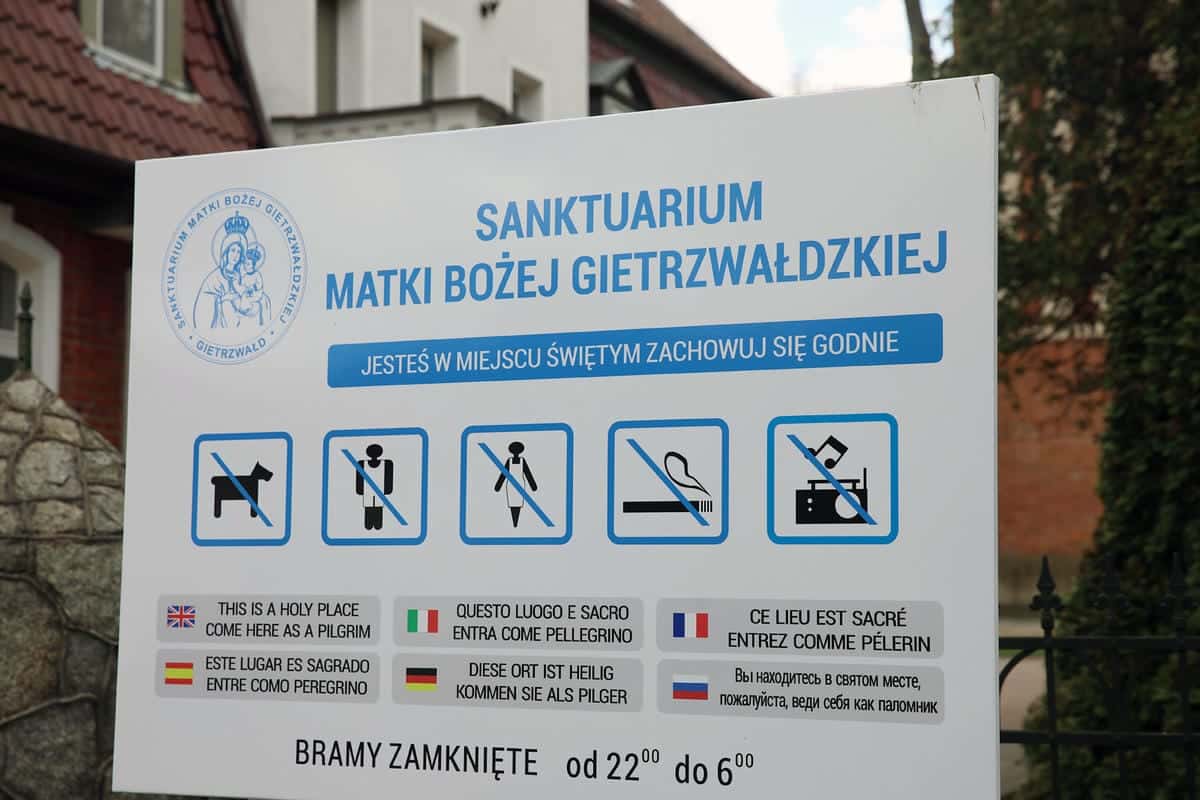 SANKTUARIUM MATKI BOŻEJ GIETRZWAŁDZKIEJ
• GIETRZWAŁD •
SANKTUARIUM
MATKI BOŻEJ GIETRZWAŁDZKIEJ
JESTEŚ W MIEJSCU ŚWIĘTYM ZACHOWUJ SIĘ GODNIE
THIS IS A HOLY PLACE
COME HERE AS A PILGRIM
QUESTO LUOGO E SACRO
ENTRA COME PELLEGRINO
CE LIEU EST SACRÉ
ENTREZ COMME PÉLERIN
ESTE LUGAR ES SAGRADO
ENTRE COMO PEREGRINO
DIESE ORT IST HEILIG
KOMMEN SIE ALS PILGER
Вы находитесь в святом месте,
пожалуйста, веди себя как паломник
BRAMY ZAMKNIĘTE od 22⁰⁰ do 6⁰⁰